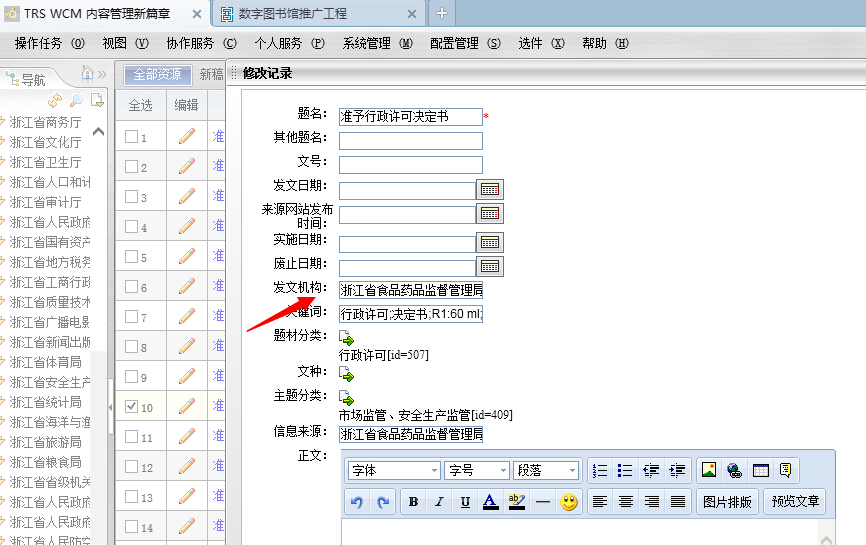 TRS WCM 内容管理新篇章
数字图书馆推广工程
操作任务 (O) 视图 (V) 协作服务 (C) 个人服务 (P) 系统管理 (M) 配置管理 (S) 选件 (X) 帮助 (H)
导航
全部资源 新稿
修改记录
全选 编辑
浙江省商务厅
浙江省文化厅
浙江省卫生厅
浙江省人口和计
浙江省审计厅
浙江省人民政府
浙江省国有资产
浙江省地方税务
浙江省工商行政
浙江省质量技术
浙江省广播电影
浙江省新闻出版
浙江省体育局
浙江省安全生产
浙江省统计局
浙江省海洋与渔
浙江省旅游局
浙江省粮食局
浙江省省级机关
浙江省人民政府
浙江省人民政府
浙江省人民防空
1 准
2 准
3 准
4 准
5 准
6 准
7 准
8 准
9 准
10 准
11 准
12 准
13 准
14 准
题名: 准予行政许可决定书 *
其他题名:
文号:
发文日期:
来源网站发布
时间:
实施日期:
废止日期:
发文机构: 浙江省食品药品监督管理局
关键词: 行政许可;决定书;R1:60 ml;
题材分类:
行政许可[id=507]
文种:
主题分类:
市场监管、安全生产监管[id=409]
信息来源: 浙江省食品药品监督管理局
正文:
字体 字号 段落
B I U A ab 图片排版 预览文章